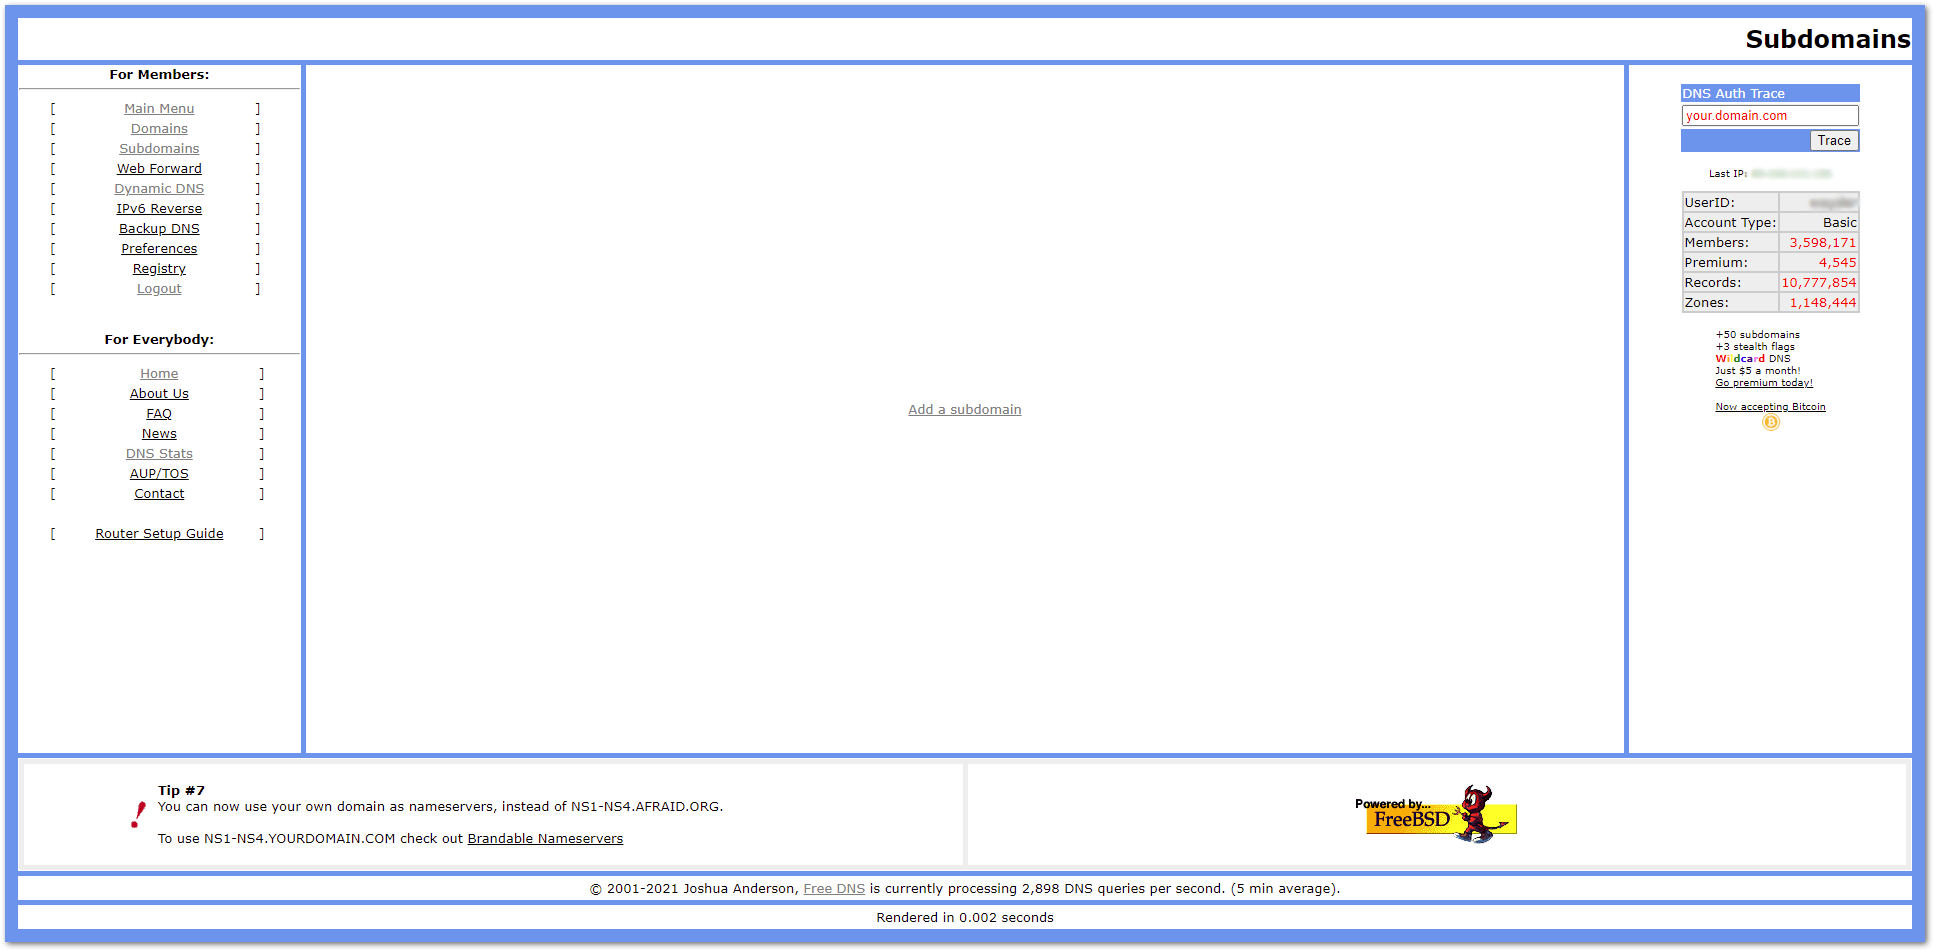 Subdomains
For Members:
[ Main Menu ]
[ Domains ]
[ Subdomains ]
[ Web Forward ]
[ Dynamic DNS ]
[ IPv6 Reverse ]
[ Backup DNS ]
[ Preferences ]
[ Registry ]
[ Logout ]
For Everybody:
[ Home ]
[ About Us ]
[ FAQ ]
[ News ]
[ DNS Stats ]
[ AUP/TOS ]
[ Contact ]
[ Router Setup Guide ]
Add a subdomain
DNS Auth Trace
your.domain.com
Trace
Last IP:
UserID:
Account Type: Basic
Members: 3,598,171
Premium: 4,545
Records: 10,777,854
Zones: 1,148,444
+50 subdomains
+3 stealth flags
Wildcard DNS
Just $5 a month!
Go premium today!
Now accepting Bitcoin
Tip #7
You can now use your own domain as nameservers, instead of NS1-NS4.AFRAID.ORG.
To use NS1-NS4.YOURDOMAIN.COM check out Brandable Nameservers
Powered by...
FreeBSD
© 2001-2021 Joshua Anderson, Free DNS is currently processing 2,898 DNS queries per second. (5 min average).
Rendered in 0.002 seconds